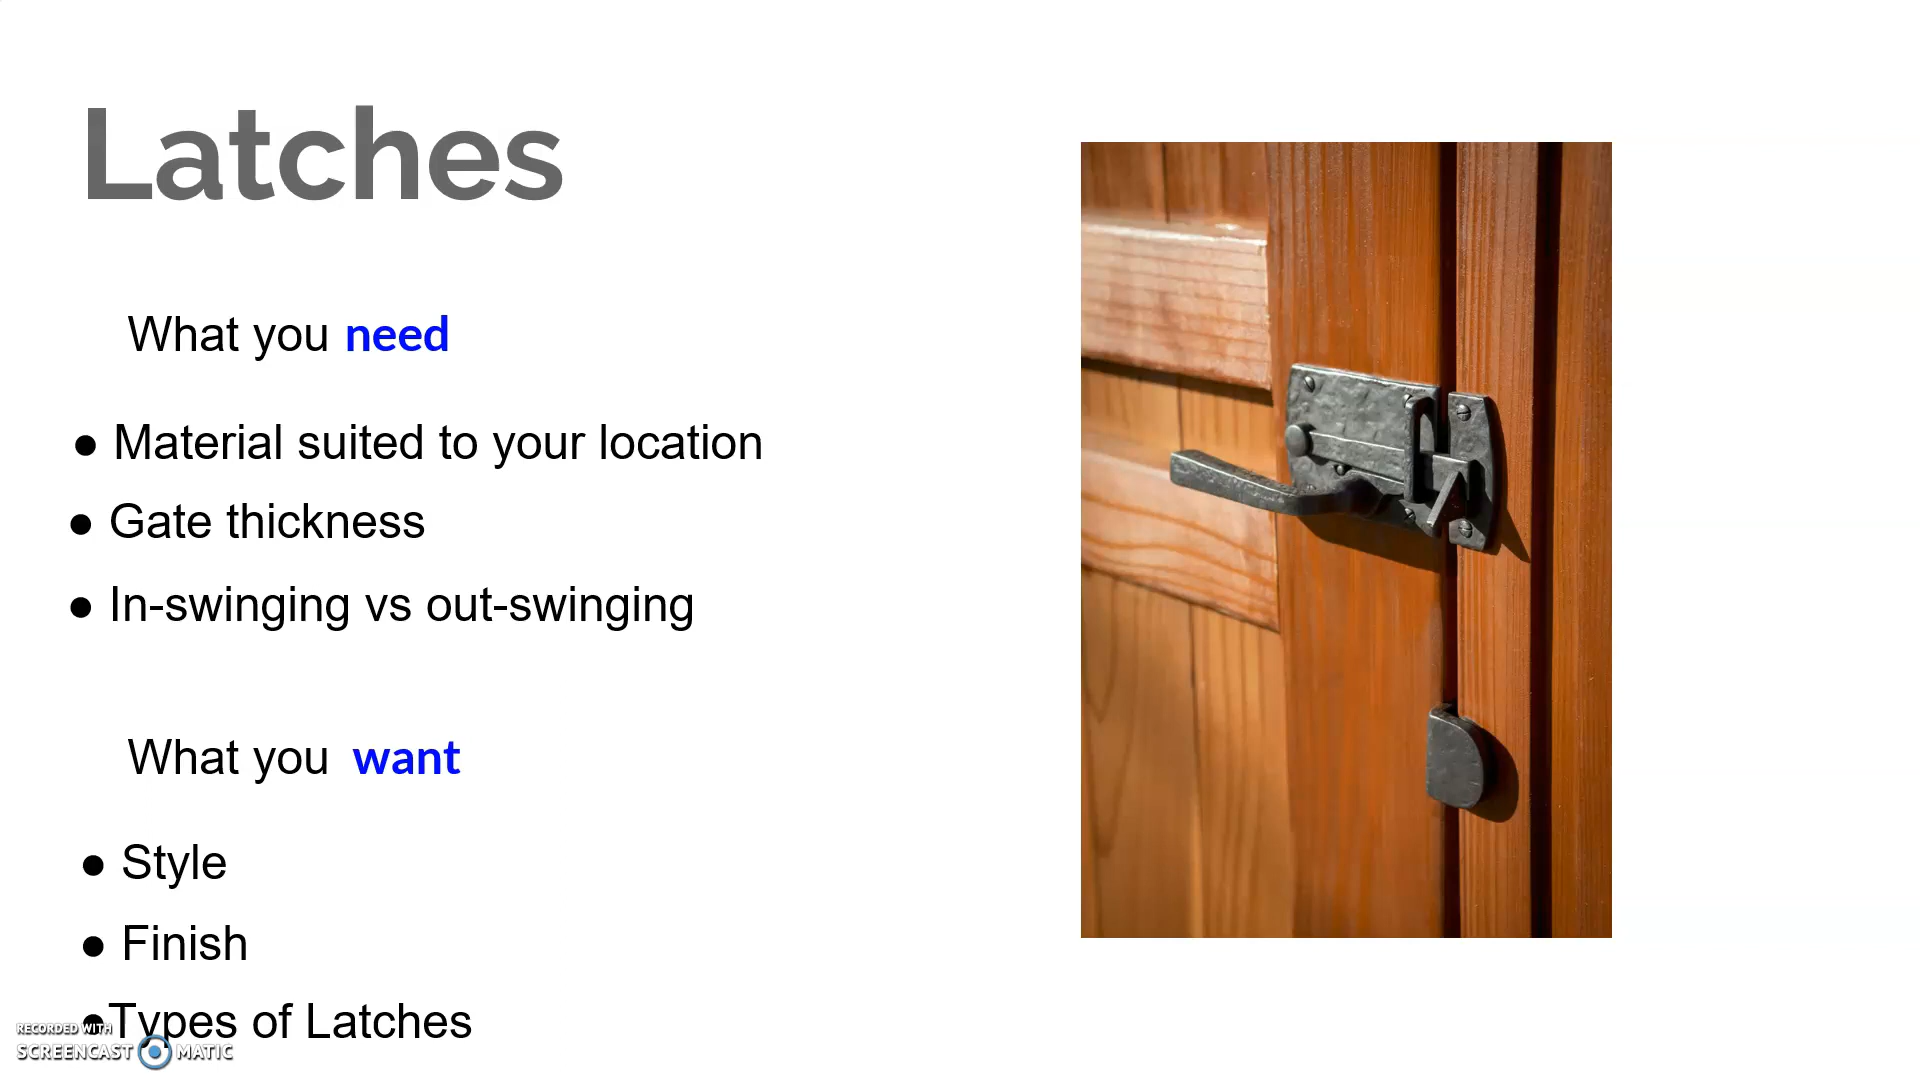 Latches
What you need
● Material suited to your location
● Gate thickness
● In-swinging vs out-swinging
What you want
● Style
● Finish
● Types of Latches
RECORDED WITH
SCREENCAST MATIC